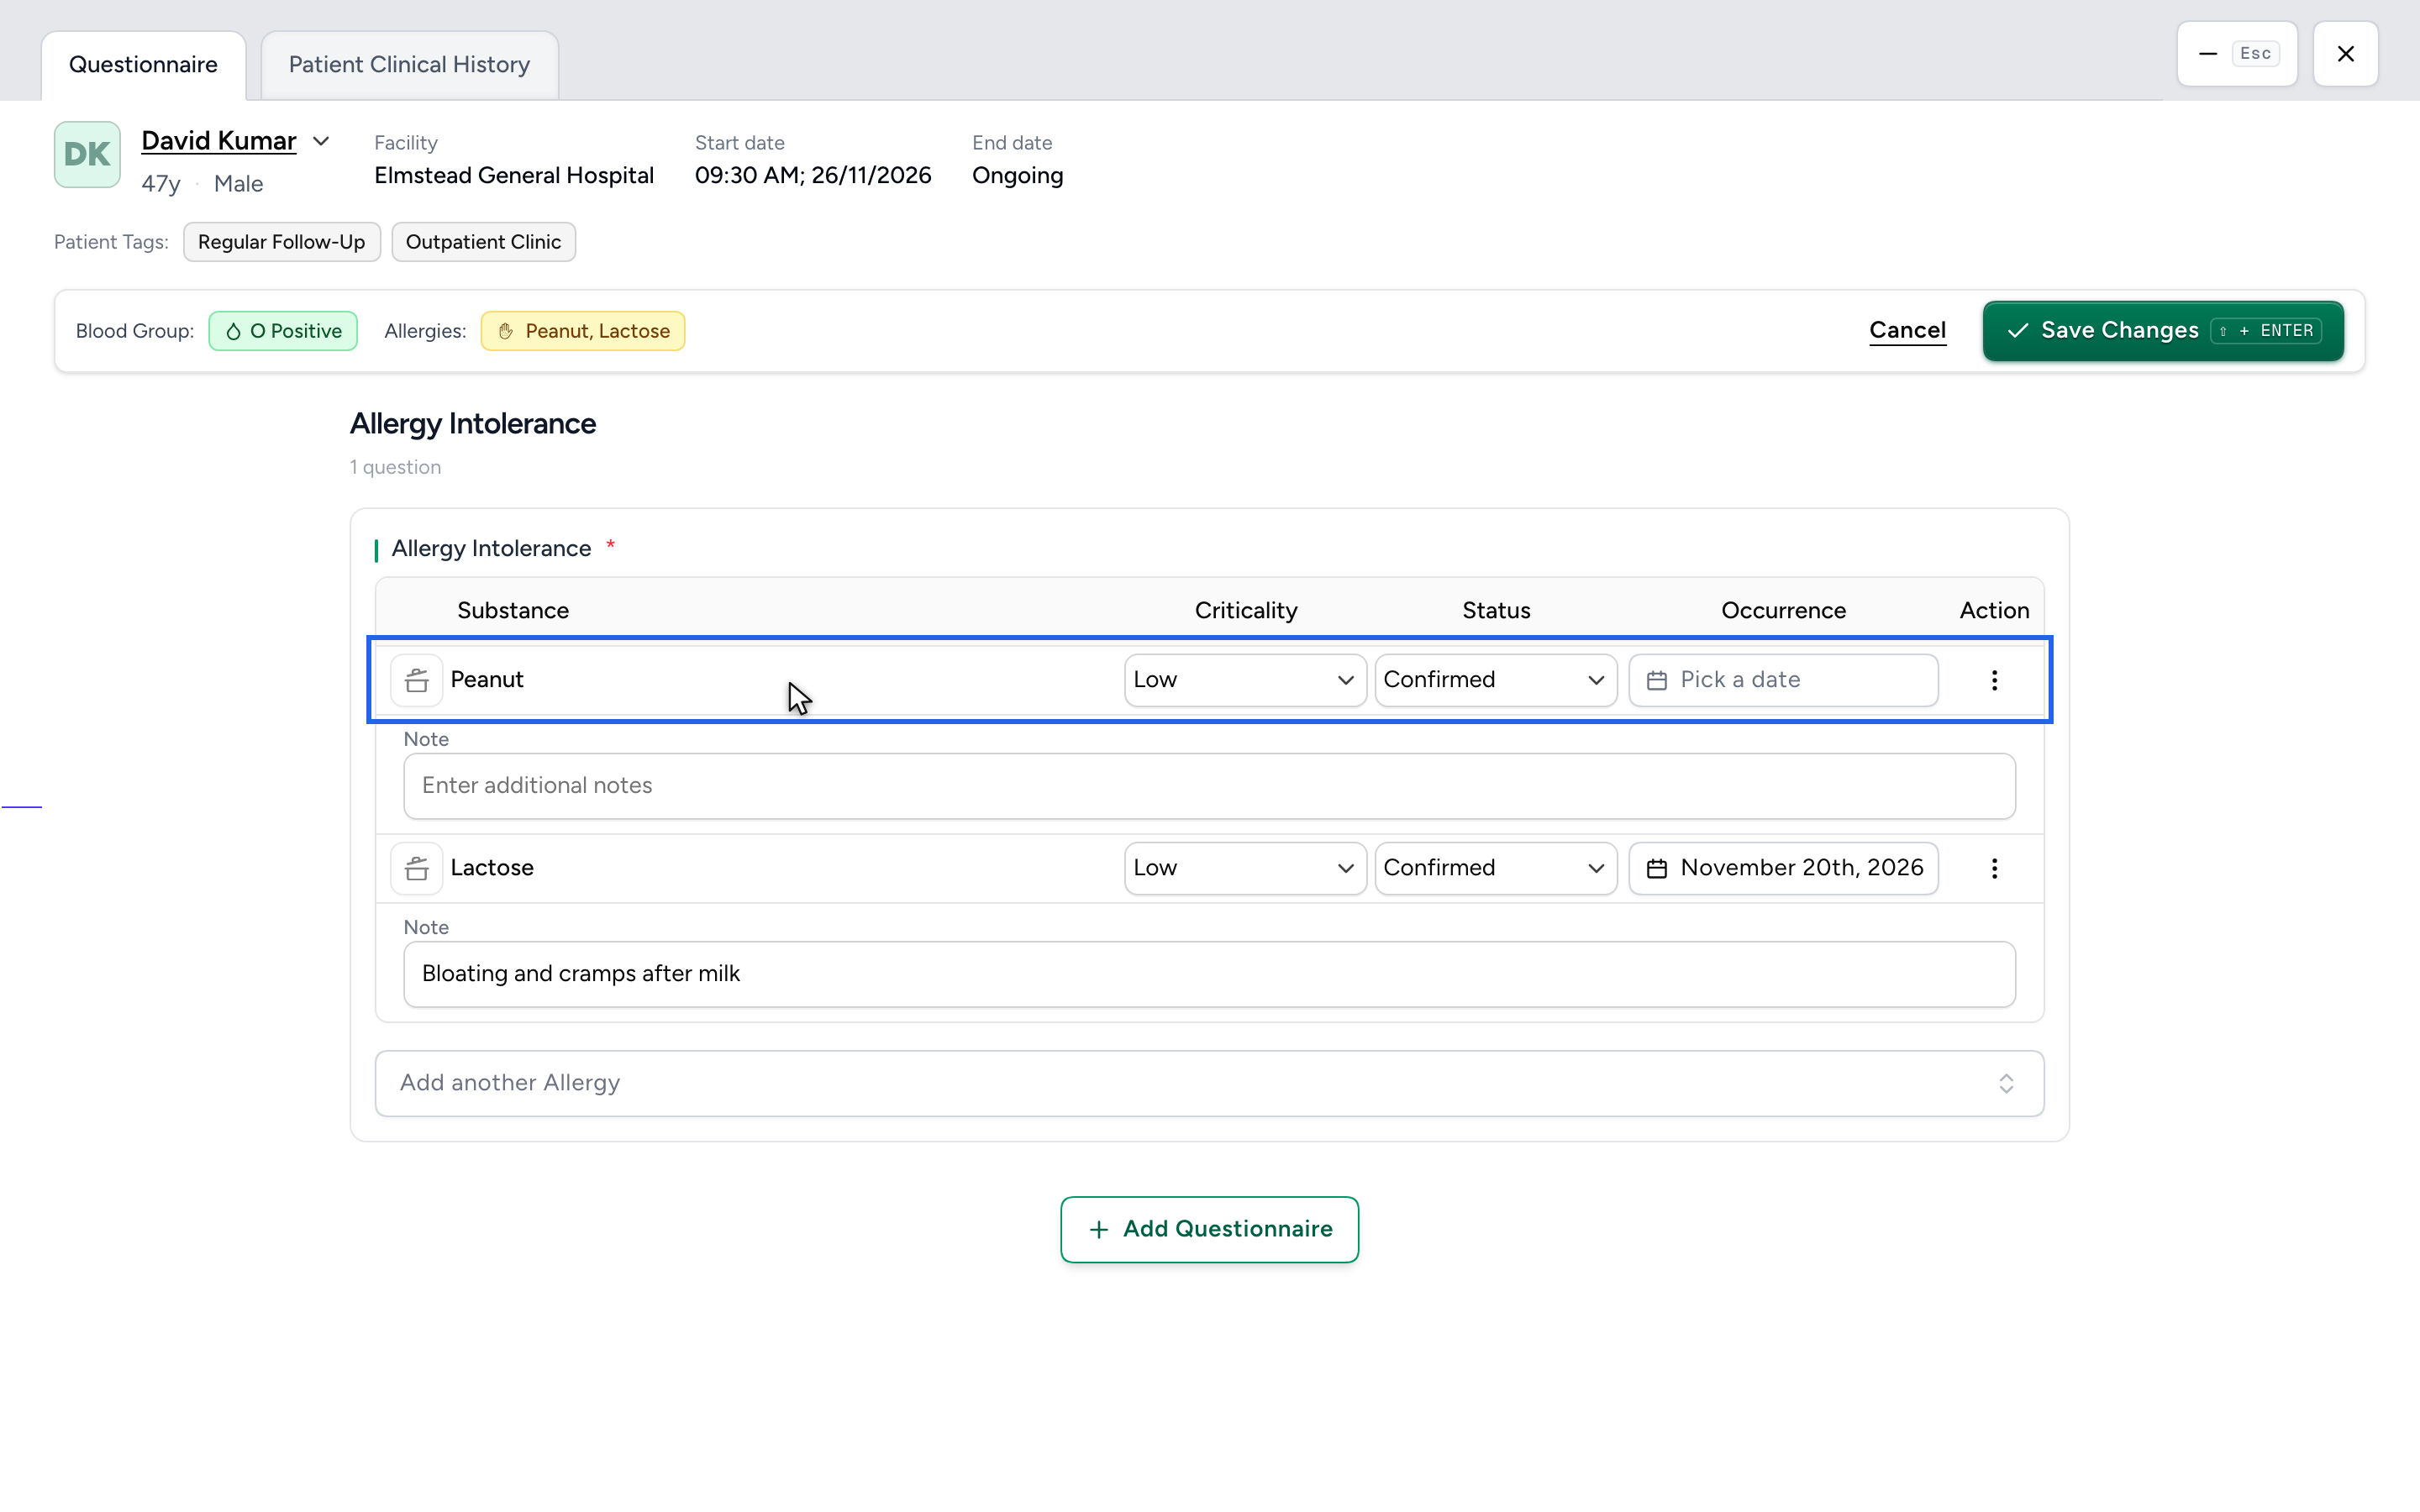 Questionnaire
Patient Clinical History
Esc
DK
David Kumar
47y · Male
Facility
Elmstead General Hospital
Start date
09:30 AM; 26/11/2026
End date
Ongoing
Patient Tags: Regular Follow-Up Outpatient Clinic
Blood Group: O Positive Allergies: Peanut, Lactose
Cancel
Save Changes ⇧ + ENTER
Allergy Intolerance
1 question
Allergy Intolerance *
Substance Criticality Status Occurrence Action
Peanut Low Confirmed Pick a date
Note
Enter additional notes
Lactose Low Confirmed November 20th, 2026
Note
Bloating and cramps after milk
Add another Allergy
+ Add Questionnaire